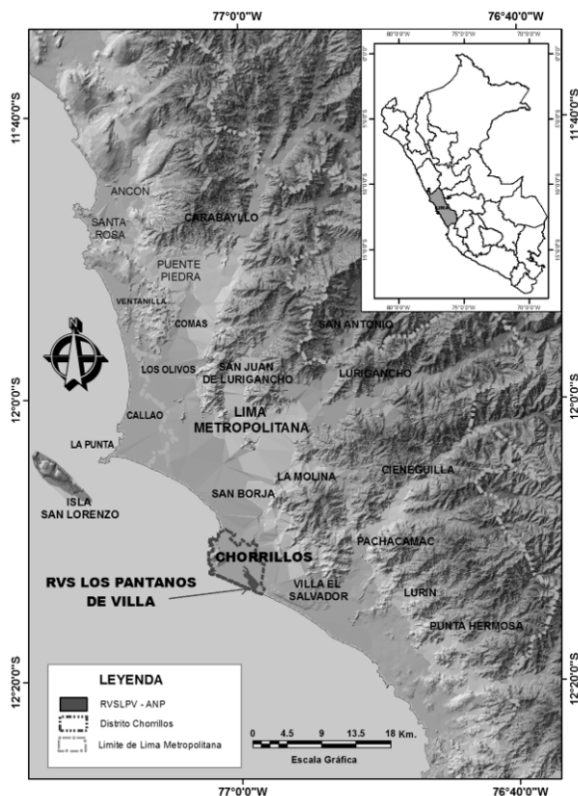 77°0'0"W
76°40'0"W
11°40'0"S
11°40'0"S
ANCON
SANTA
ROSA
CARABAYLLO
PUENTE
PIEDRA
VENTANILLA
COMAS
SAN ANTONIO
LOS OLIVOS
SAN JUAN
DE LURIGANCHO
LURIGANCHO
12°0'0"S
12°0'0"S
CALLAO
LIMA
METROPOLITANA
LA PUNTA
LA MOLINA
CIENEGUILLA
ISLA
SAN LORENZO
SAN BORJA
PACHACAMAC
CHORRILLOS
RVS LOS PANTANOS
DE VILLA
VILLA EL
SALVADOR
LURIN
PUNTA HERMOSA
12°20'0"S
12°20'0"S
LEYENDA
RVSLPV - ANP
Distrito Chorrillos
Limite de Lima Metropolitana
0 4.5 9 13.5 18 Km.
Escala Gráfica
77°0'0"W
76°40'0"W
N